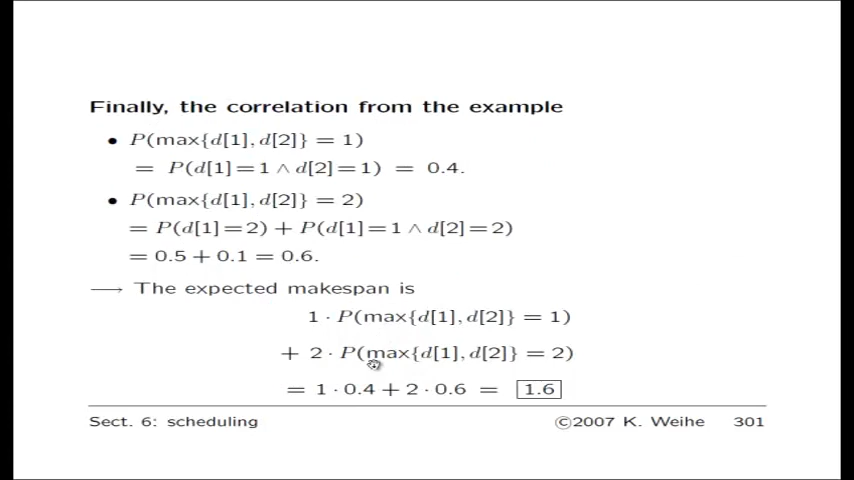 Finally, the correlation from the example
• P(max{d[1], d[2]} = 1)
= P(d[1] = 1 ∧ d[2] = 1) = 0.4.
• P(max{d[1], d[2]} = 2)
= P(d[1] = 2) + P(d[1] = 1 ∧ d[2] = 2)
= 0.5 + 0.1 = 0.6.
⟶ The expected makespan is
1 · P(max{d[1], d[2]} = 1)
+ 2 · P(max{d[1], d[2]} = 2)
= 1 · 0.4 + 2 · 0.6 = 1.6
Sect. 6: scheduling ©2007 K. Weihe 301